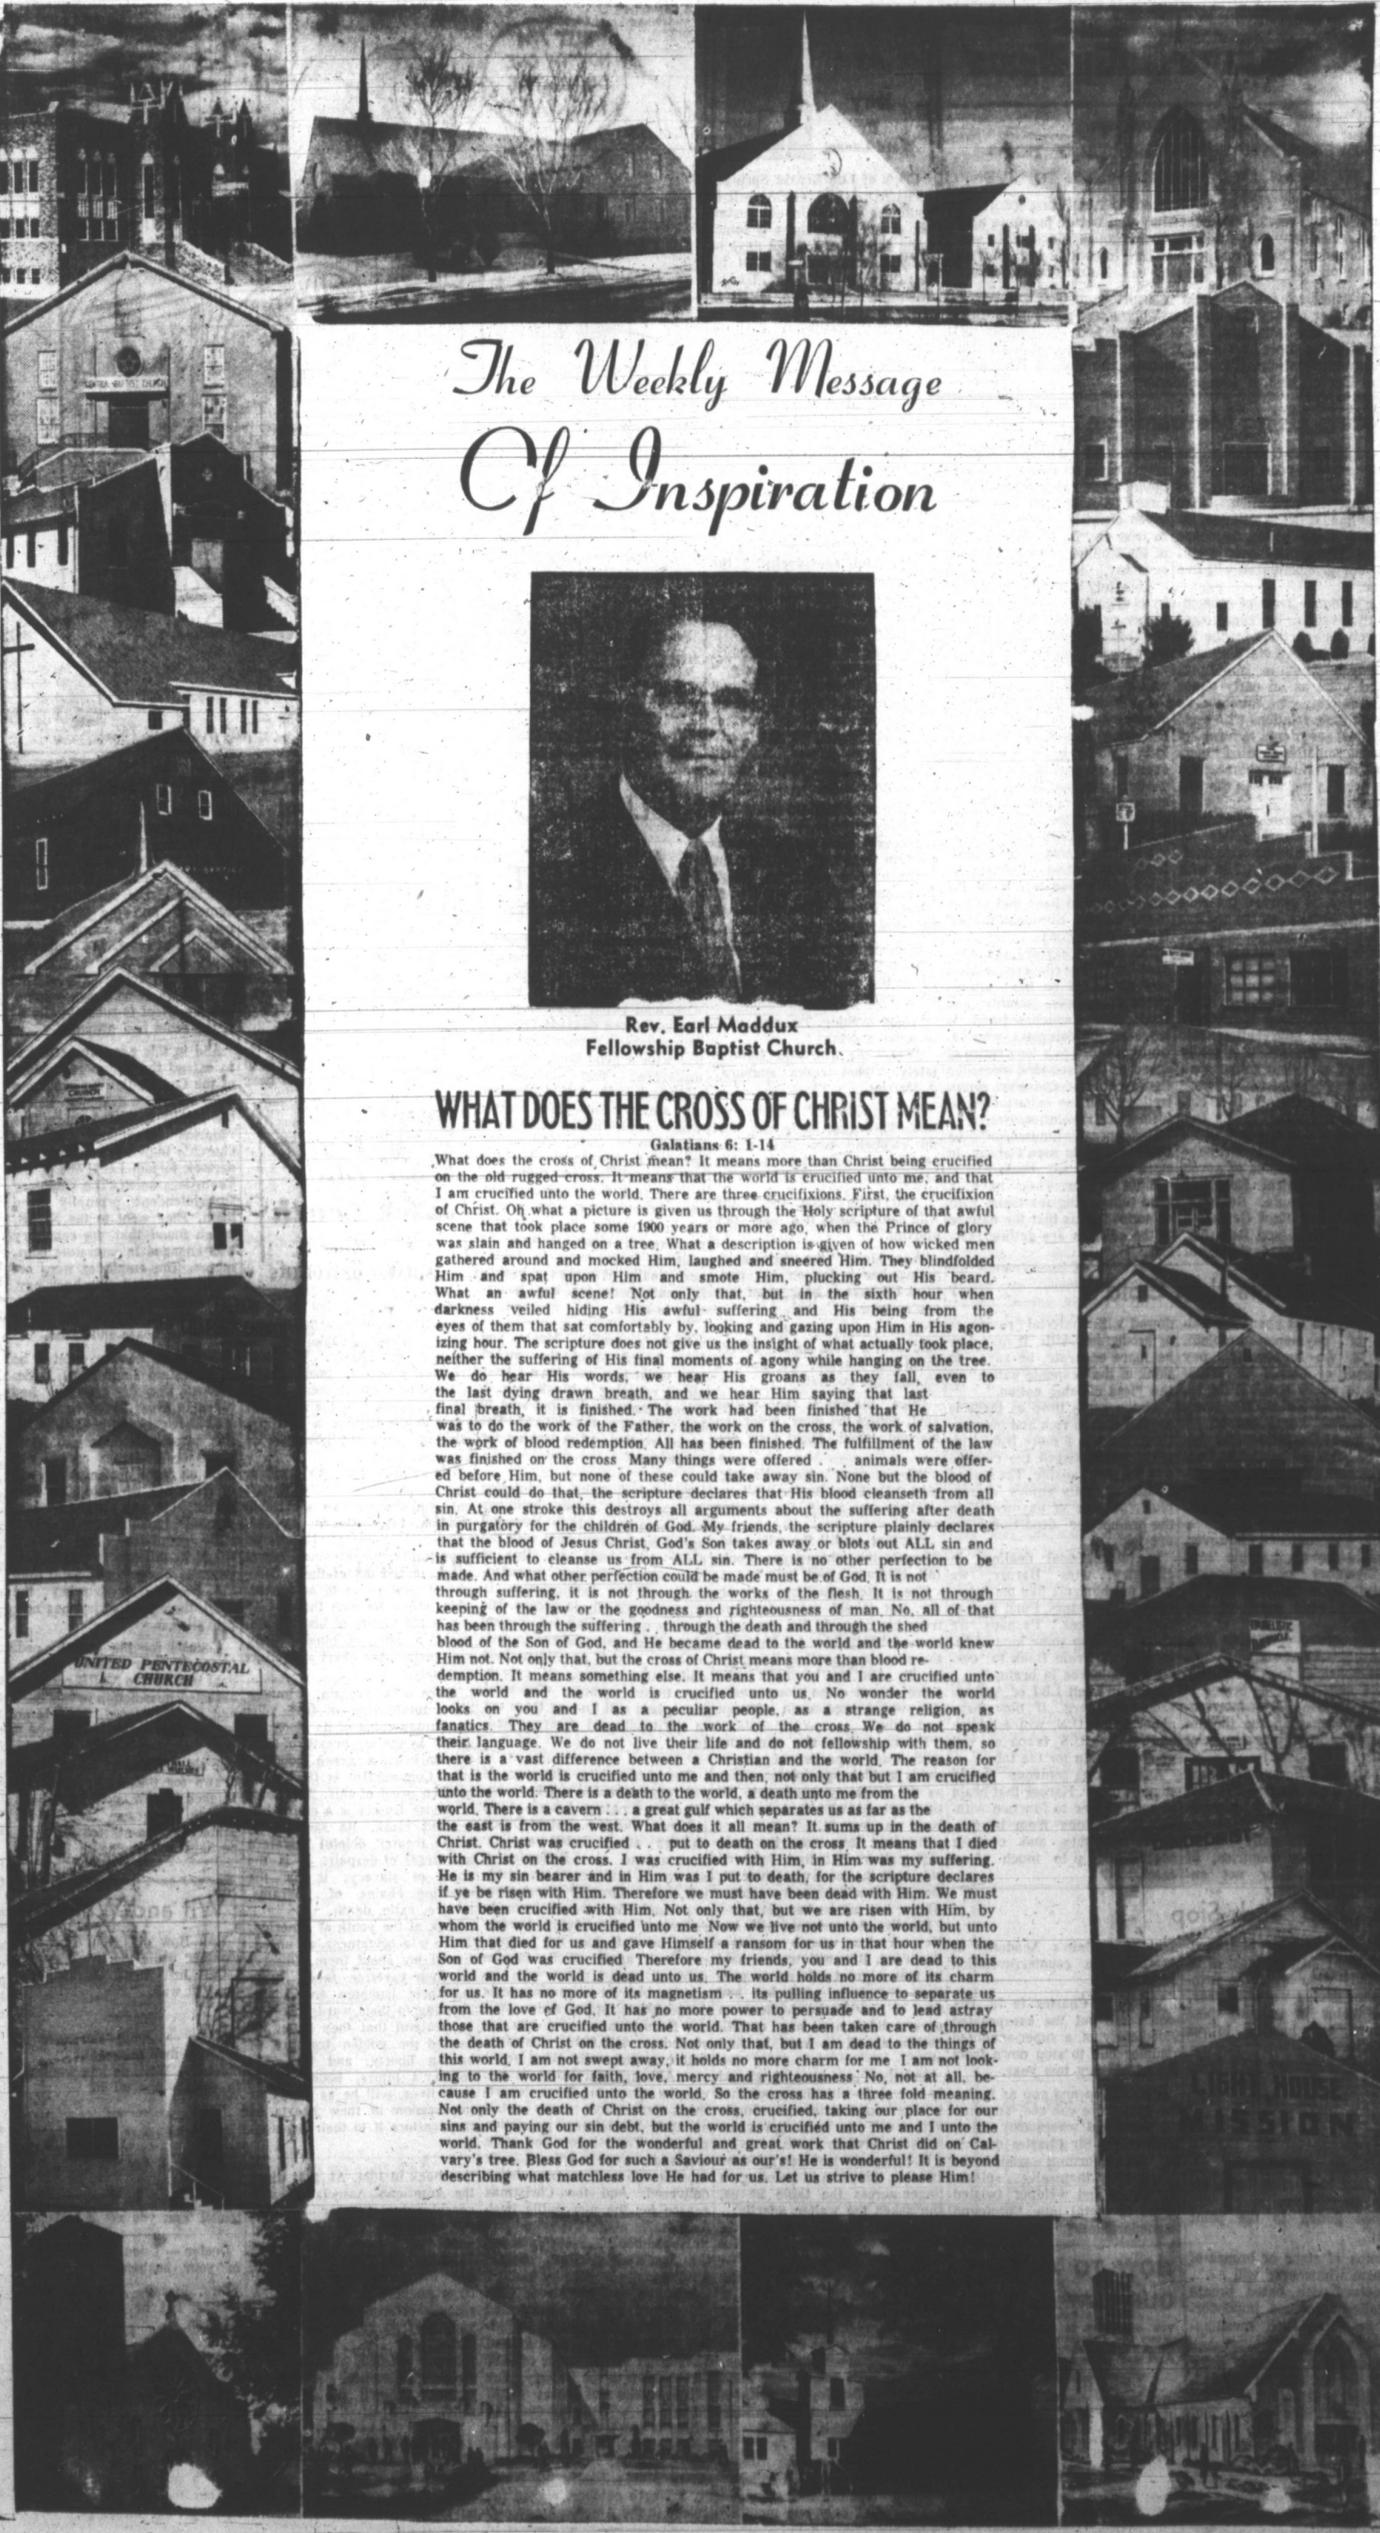 The Weekly Message
Of Inspiration
Rev. Earl Maddux
Fellowship Baptist Church.
WHAT DOES THE CROSS OF CHRIST MEAN?
Galatians 6: 1-14
What does the cross of Christ mean? It means more than Christ being crucified
on the old rugged cross. It means that the world is crucified unto me, and that
I am crucified unto the world. There are three crucifixions. First, the crucifixion
of Christ. Oh what a picture is given us through the Holy scripture of that awful
scene that took place some 1900 years or more ago, when the Prince of glory
was slain and hanged on a tree. What a description is given of how wicked men
gathered around and mocked Him, laughed and sneered Him. They blindfolded
Him and spat upon Him and smote Him, plucking out His beard.
What an awful scene! Not only that, but in the sixth hour when
darkness veiled hiding His awful suffering and His being from the
eyes of them that sat comfortably by, looking and gazing upon Him in His agon-
izing hour. The scripture does not give us the insight of what actually took place,
neither the suffering of His final moments of agony while hanging on the tree.
We do hear His words, we hear His groans as they fall, even to
the last dying drawn breath, and we hear Him saying that last
final breath, it is finished. The work had been finished that He
was to do the work of the Father, the work on the cross, the work of salvation,
the work of blood redemption. All has been finished. The fulfillment of the law
was finished on the cross. Many things were offered . . animals were offer-
ed before Him, but none of these could take away sin. None but the blood of
Christ could do that, the scripture declares that His blood cleanseth from all
sin. At one stroke this destroys all arguments about the suffering after death
in purgatory for the children of God. My friends, the scripture plainly declares
that the blood of Jesus Christ, God's Son takes away or blots out ALL sin and
is sufficient to cleanse us from ALL sin. There is no other perfection to be
made. And what other perfection could be made must be of God. It is not
through suffering, it is not through the works of the flesh. It is not through
keeping of the law or the goodness and righteousness of man. No, all of that
has been through the suffering . . through the death and through the shed
blood of the Son of God, and He became dead to the world and the world knew
Him not. Not only that, but the cross of Christ means more than blood re-
demption. It means something else. It means that you and I are crucified unto
the world and the world is crucified unto us. No wonder the world
looks on you and I as a peculiar people, as a strange religion, as
fanatics. They are dead to the work of the cross. We do not speak
their language. We do not live their life and do not fellowship with them, so
there is a vast difference between a Christian and the world. The reason for
that is the world is crucified unto me and then, not only that but I am crucified
unto the world. There is a death to the world, a death unto me from the
world. There is a cavern . . . a great gulf which separates us as far as the
the east is from the west. What does it all mean? It sums up in the death of
Christ. Christ was crucified . . put to death on the cross. It means that I died
with Christ on the cross. I was crucified with Him, in Him was my suffering.
He is my sin bearer and in Him was I put to death, for the scripture declares
if ye be risen with Him. Therefore we must have been dead with Him. We must
have been crucified with Him. Not only that, but we are risen with Him, by
whom the world is crucified unto me Now we live not unto the world, but unto
Him that died for us and gave Himself a ransom for us in that hour when the
Son of God was crucified Therefore my friends, you and I are dead to this
world and the world is dead unto us. The world holds no more of its charm
for us. It has no more of its magnetism . . its pulling influence to separate us
from the love of God. It has no more power to persuade and to lead astray
those that are crucified unto the world. That has been taken care of through
the death of Christ on the cross. Not only that, but I am dead to the things of
this world. I am not swept away, it holds no more charm for me I am not look-
ing to the world for faith, love, mercy and righteousness No, not at all, be-
cause I am crucified unto the world. So the cross has a three fold meaning.
Not only the death of Christ on the cross, crucified, taking our place for our
sins and paying our sin debt, but the world is crucified unto me and I unto the
world. Thank God for the wonderful and great work that Christ did on Cal-
vary's tree. Bless God for such a Saviour as our's! He is wonderful! It is beyond
describing what matchless love He had for us. Let us strive to please Him!
CENTRAL BAPTIST CHURCH
CHURCH
UNITED PENTECOSTAL
CHURCH